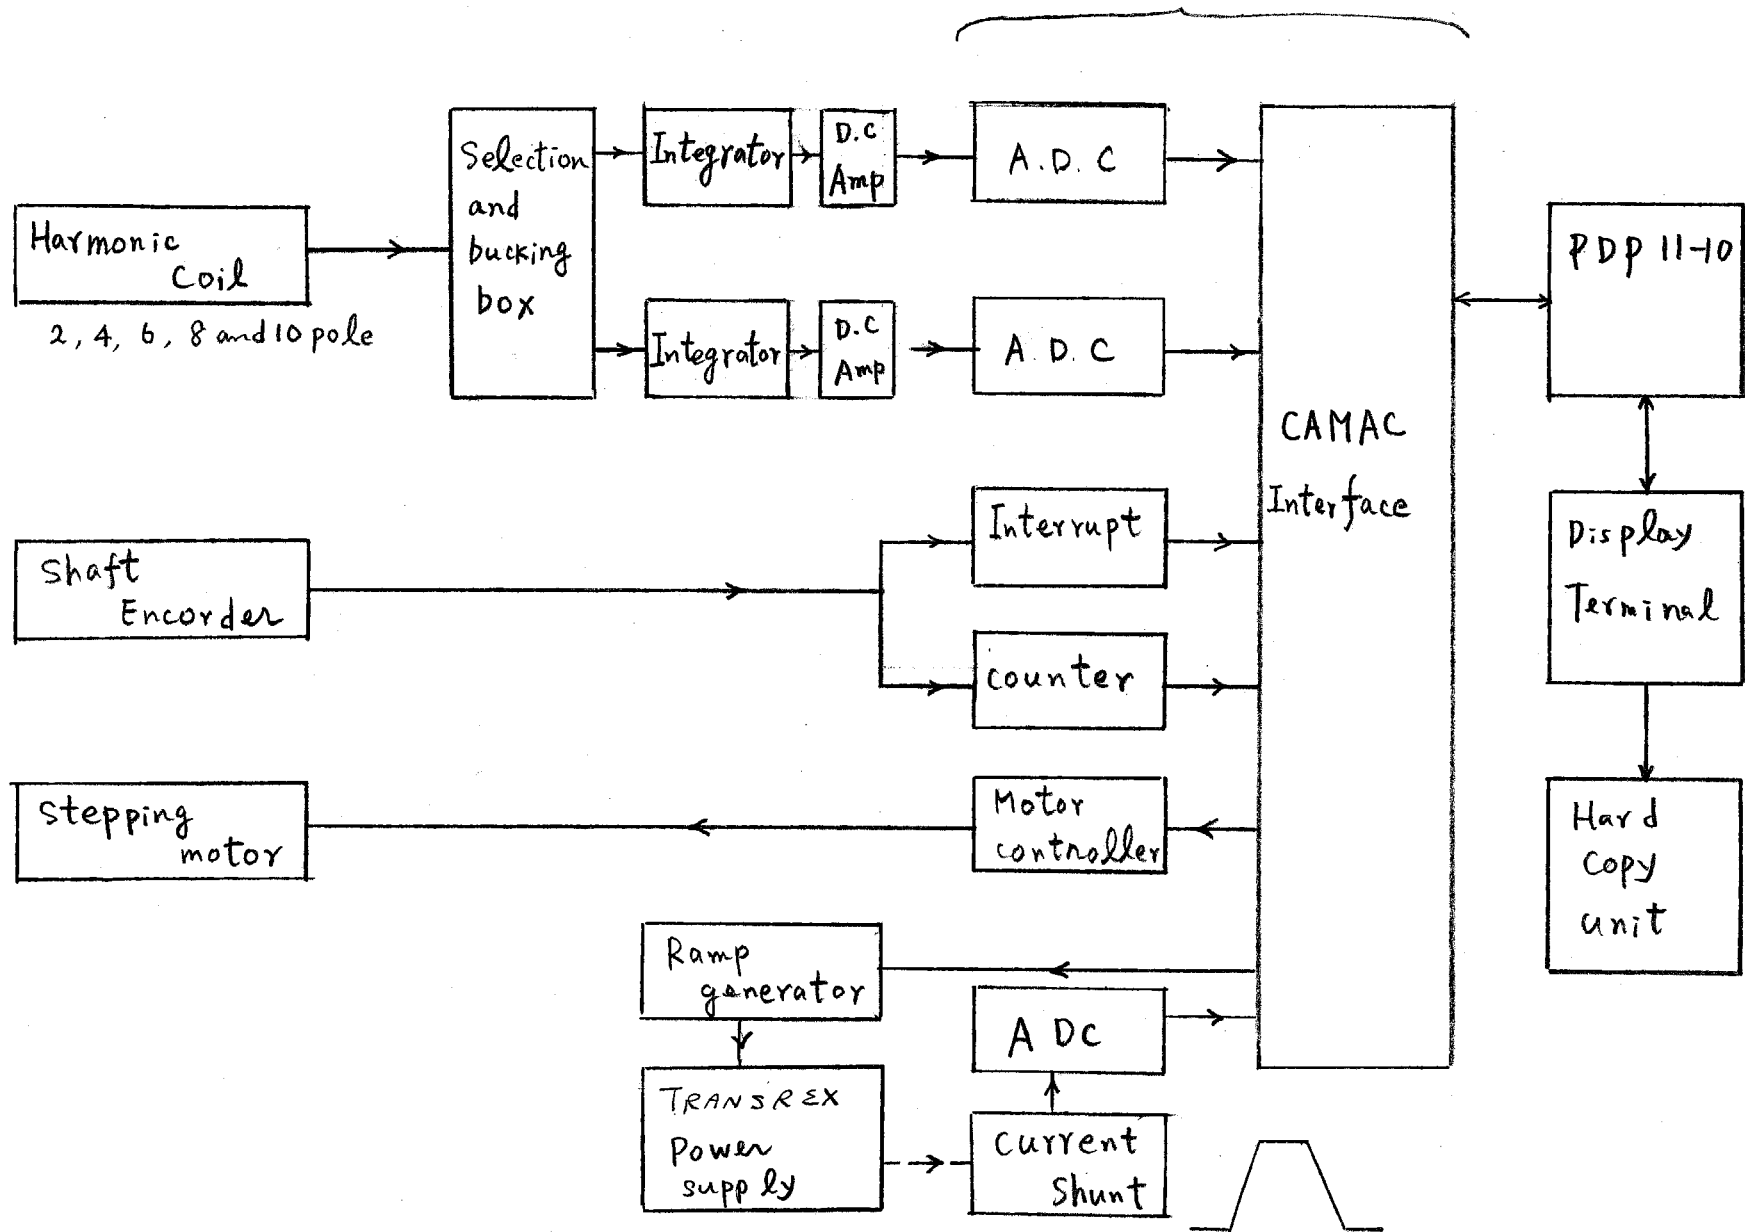 Harmonic
Coil
2, 4, 6, 8 and 10 pole
Selection
and
bucking
box
Integrator
D.C
Amp
A.D.C
Integrator
D.C
Amp
A.D.C
CAMAC
Interface
PDP 11-10
Display
Terminal
Hard
Copy
unit
Shaft
Encorder
Interrupt
counter
Stepping
motor
Motor
controller
Ramp
generator
ADC
TRANSREX
Power
supply
Current
Shunt